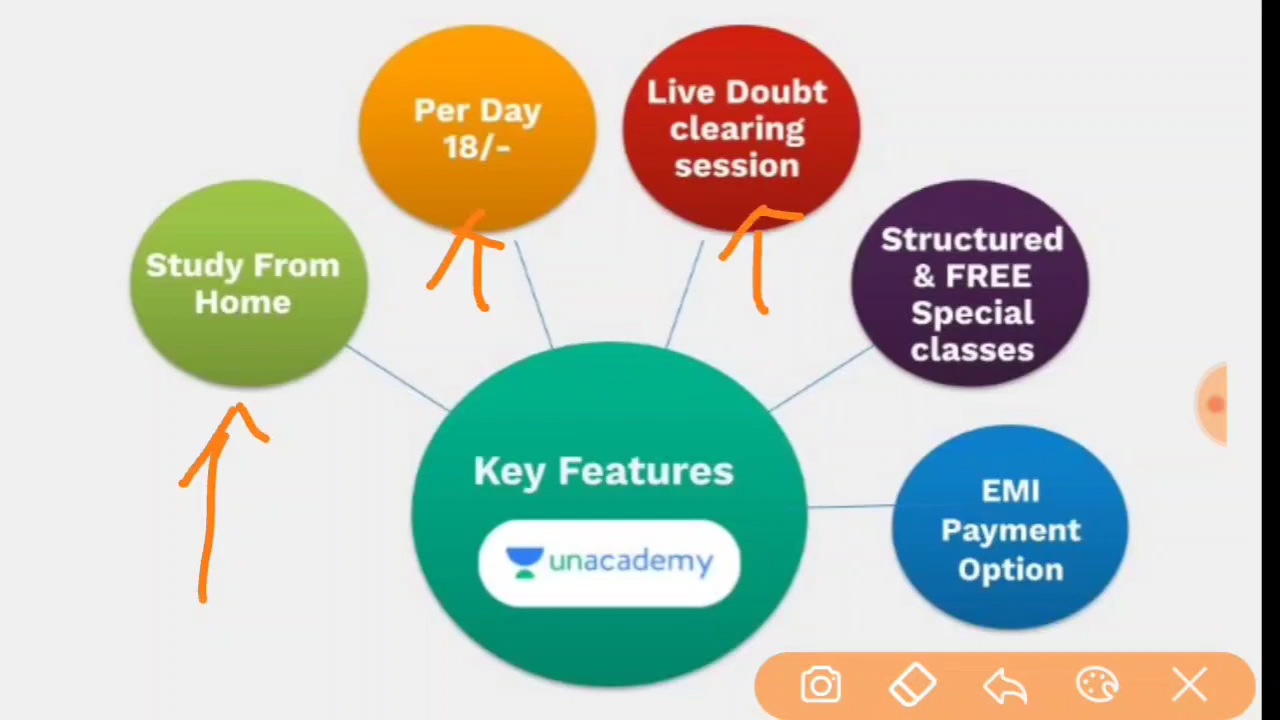 Per Day
18/-
Live Doubt
clearing
session
Study From
Home
Structured
& FREE
Special
classes
Key Features
unacademy
EMI
Payment
Option